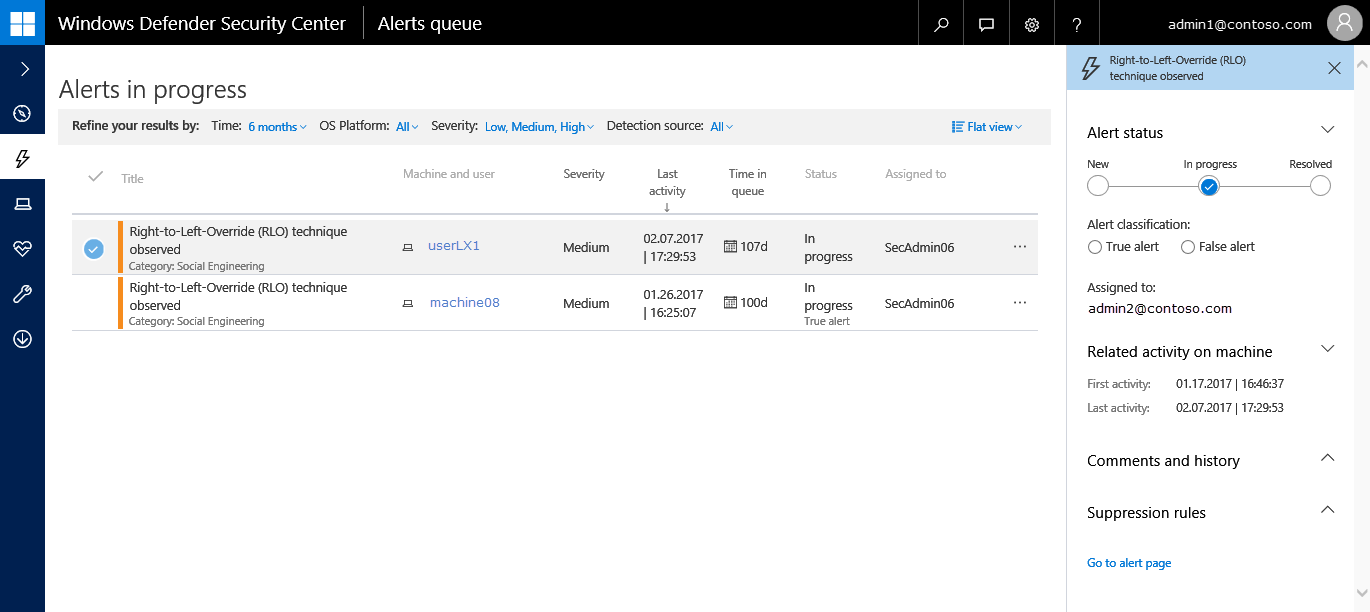 Windows Defender Security Center
Alerts queue
?
admin1@contoso.com
Alerts in progress
Refine your results by: Time: 6 months OS Platform: All Severity: Low, Medium, High Detection source: All Flat view
Title
Machine and user
Severity
Last
activity
Time in
queue
Status
Assigned to
Right-to-Left-Override (RLO) technique
observed
Category: Social Engineering
userLX1
Medium
02.07.2017
| 17:29:53
107d
In
progress
SecAdmin06
...
Right-to-Left-Override (RLO) technique
observed
Category: Social Engineering
machine08
Medium
01.26.2017
| 16:25:07
100d
In
progress
True alert
SecAdmin06
...
Right-to-Left-Override (RLO)
technique observed
Alert status
New In progress Resolved
Alert classification:
True alert False alert
Assigned to:
admin2@contoso.com
Related activity on machine
First activity: 01.17.2017 | 16:46:37
Last activity: 02.07.2017 | 17:29:53
Comments and history
Suppression rules
Go to alert page